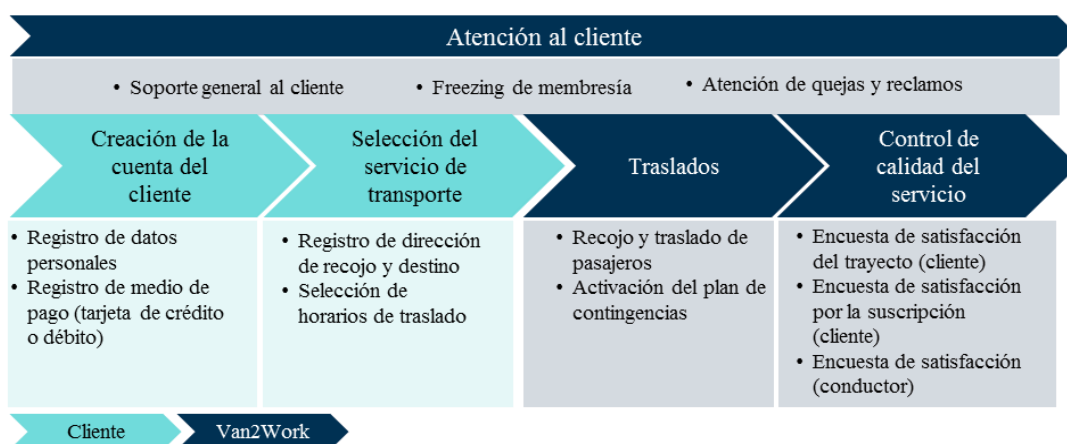 Atención al cliente
• Soporte general al cliente
• Freezing de membresía
• Atención de quejas y reclamos
Creación de la
cuenta del
cliente
Selección del
servicio de
transporte
Traslados
Control de
calidad del
servicio
• Registro de datos
personales
• Registro de medio de
pago (tarjeta de crédito
o débito)
• Registro de dirección
de recojo y destino
• Selección de
horarios de traslado
• Recojo y traslado de
pasajeros
• Activación del plan de
contingencias
• Encuesta de satisfacción
del trayecto (cliente)
• Encuesta de satisfacción
por la suscripción
(cliente)
• Encuesta de satisfacción
(conductor)
Cliente
Van2Work